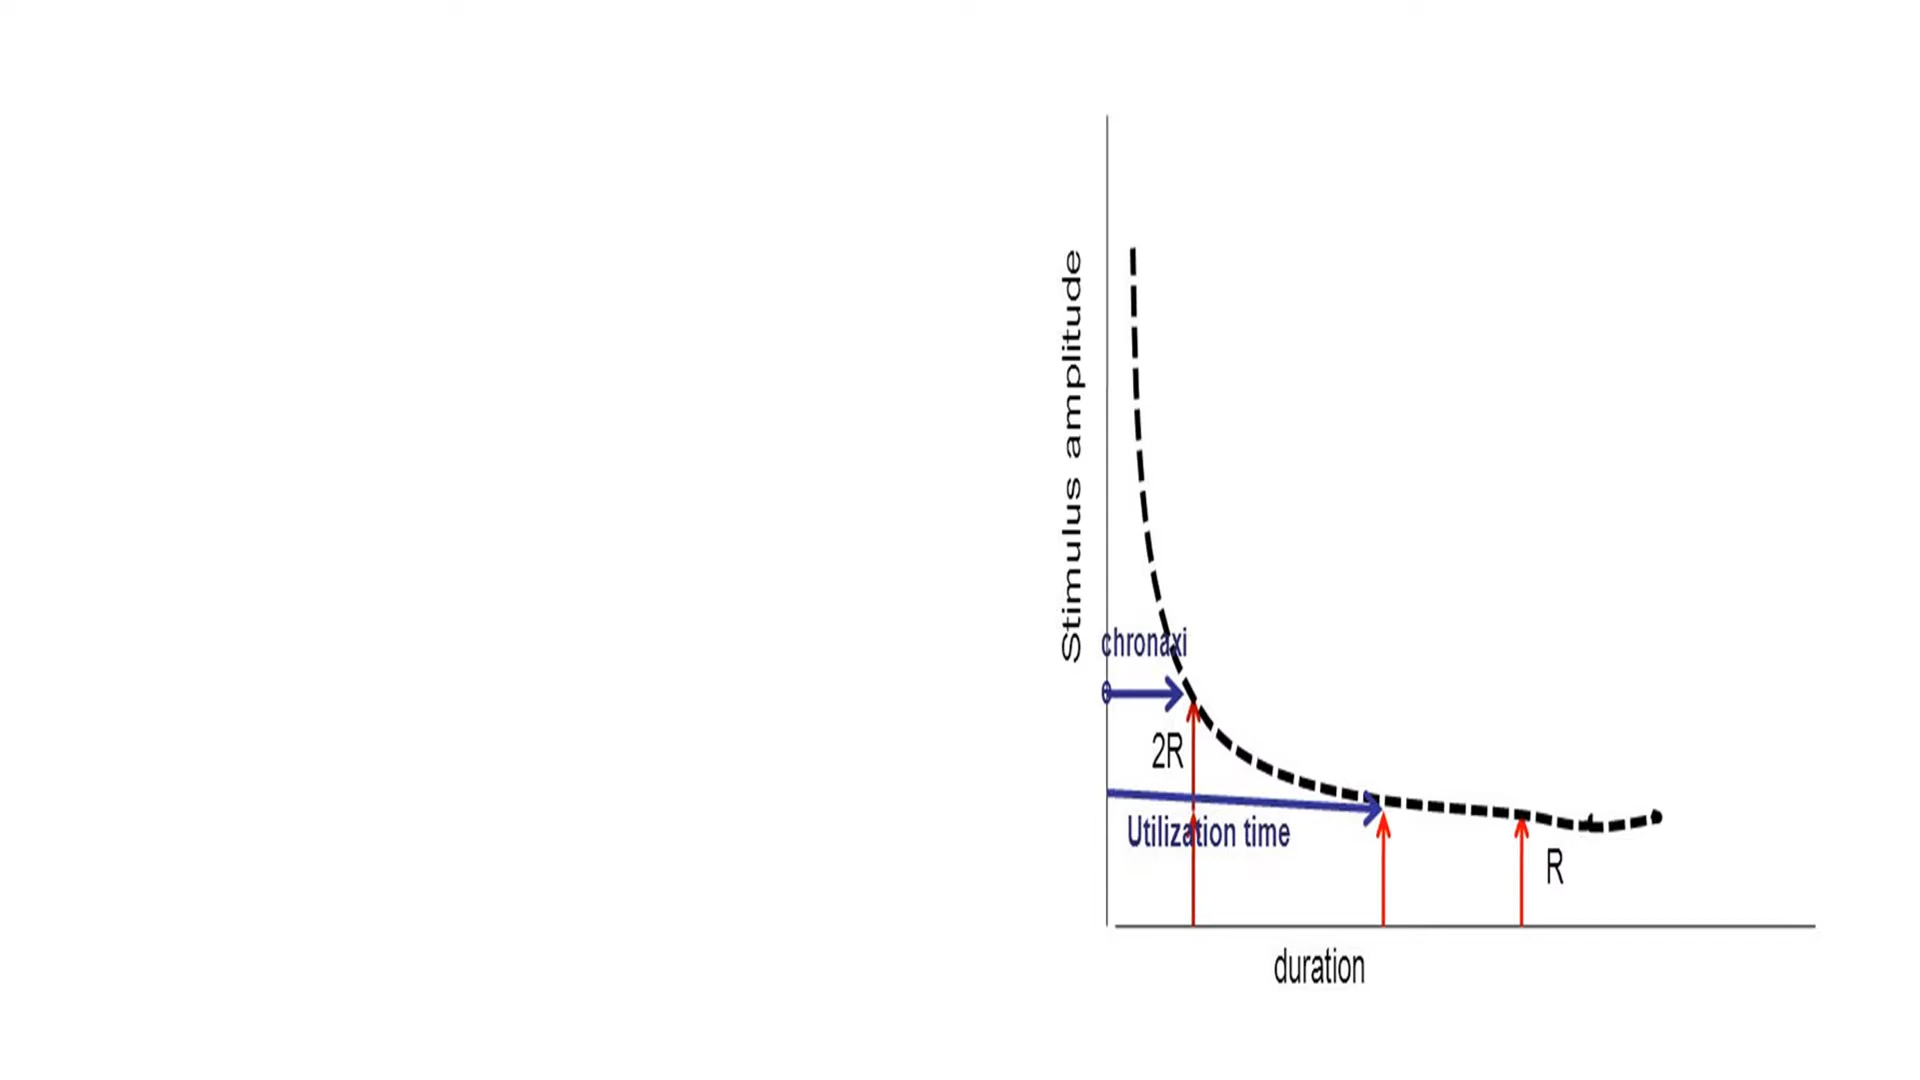 Stimulus amplitude
chronaxi
e
2R
Utilization time
R
duration